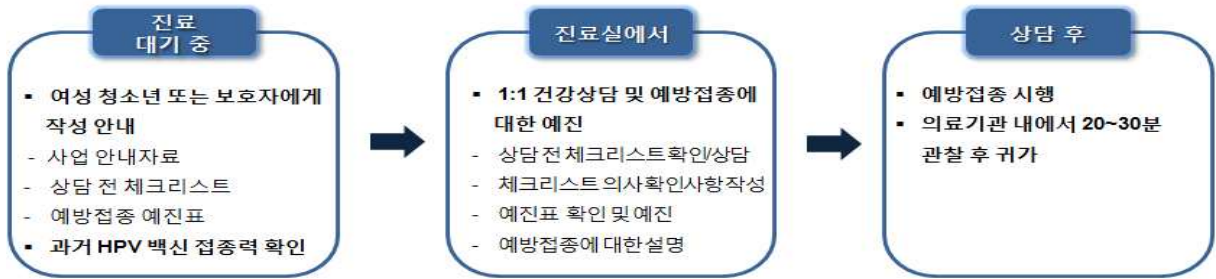 진료
대기 중
▪ 여성 청소년 또는 보호자에게
작성 안내
- 사업 안내자료
- 상담 전 체크리스트
- 예방접종 예진표
▪ 과거 HPV 백신 접종력 확인
진료실에서
▪ 1:1 건강상담 및 예방접종에
대한 예진
- 상담 전 체크리스트 확인/상담
- 체크리스트 의사확인사항 작성
- 예진표 확인 및 예진
- 예방접종에 대한 설명
상담 후
▪ 예방접종 시행
▪ 의료기관 내에서 20~30분
관찰 후 귀가